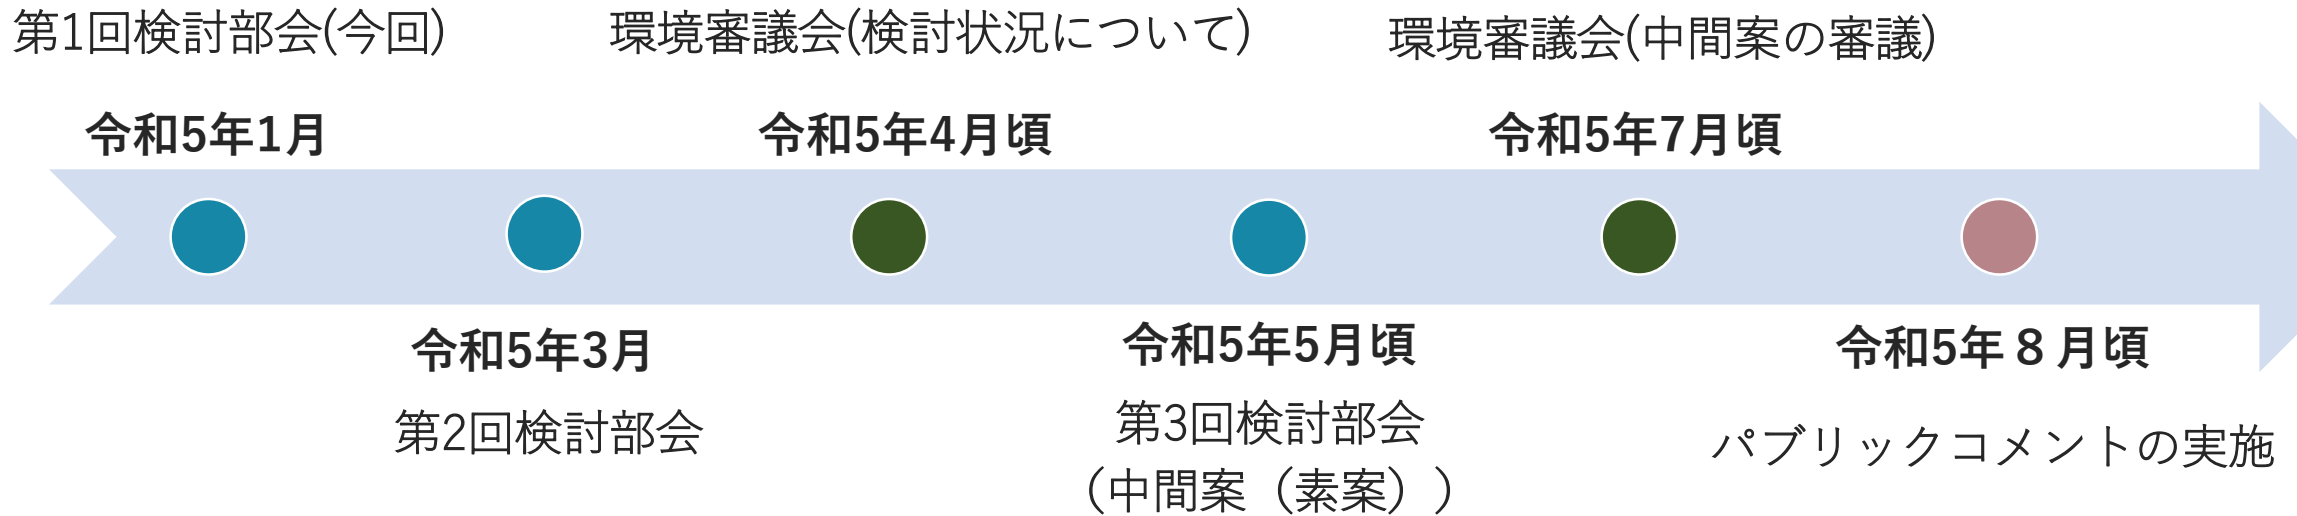 第1回検討部会(今回)
令和5年1月
令和5年3月
第2回検討部会
環境審議会(検討状況について)
令和5年4月頃
令和5年5月頃
第3回検討部会
（中間案（素案））
環境審議会(中間案の審議)
令和5年7月頃
令和5年８月頃
パブリックコメントの実施